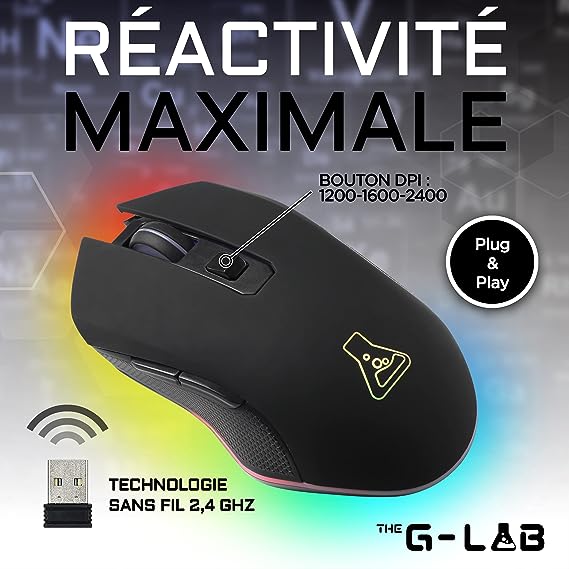 RÉACTIVITÉ
MAXIMALE
BOUTON DPI :
1200-1600-2400
Plug
&
Play
TECHNOLOGIE
SANS FIL 2,4 GHZ
THE G-LAB